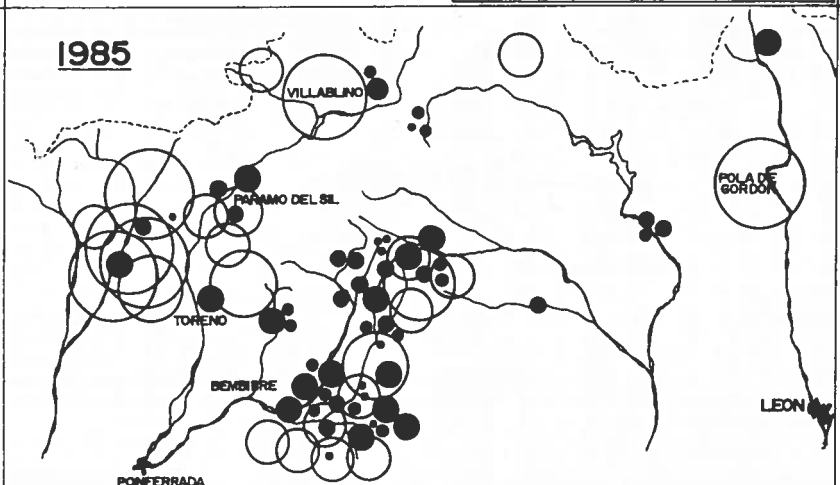 1985
VILLABLINO
PARAMO DEL SIL
POLA DE
GORDON
TORENO
BEMBIBRE
LEON
PONFERRADA